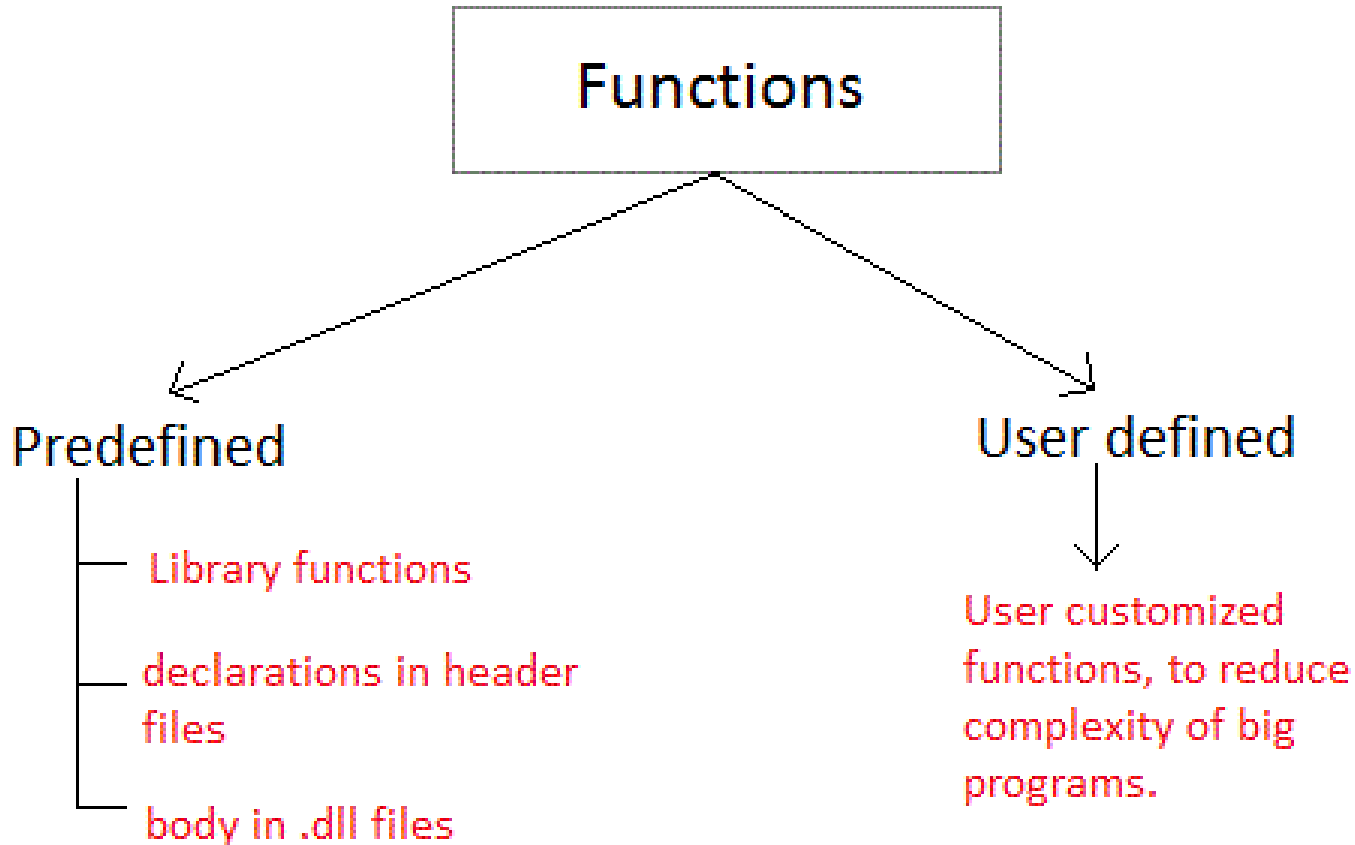 Functions
Predefined
Library functions
declarations in header
files
body in .dll files
User defined
User customized
functions, to reduce
complexity of big
programs.